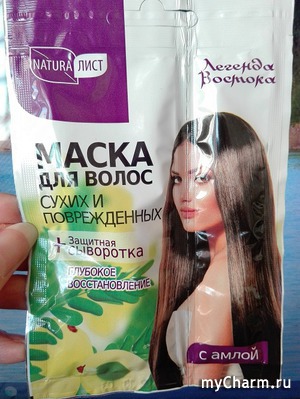 NATURA ЛИСТ
Легенда
Востока
МАСКА
ДЛЯ ВОЛОС
СУХИХ И
ПОВРЕЖДЕННЫХ
+ Защитная
СЫВОРОТКА
ГЛУБОКОЕ
ВОССТАНОВЛЕНИЕ
С АМЛОЙ
myCharm.ru